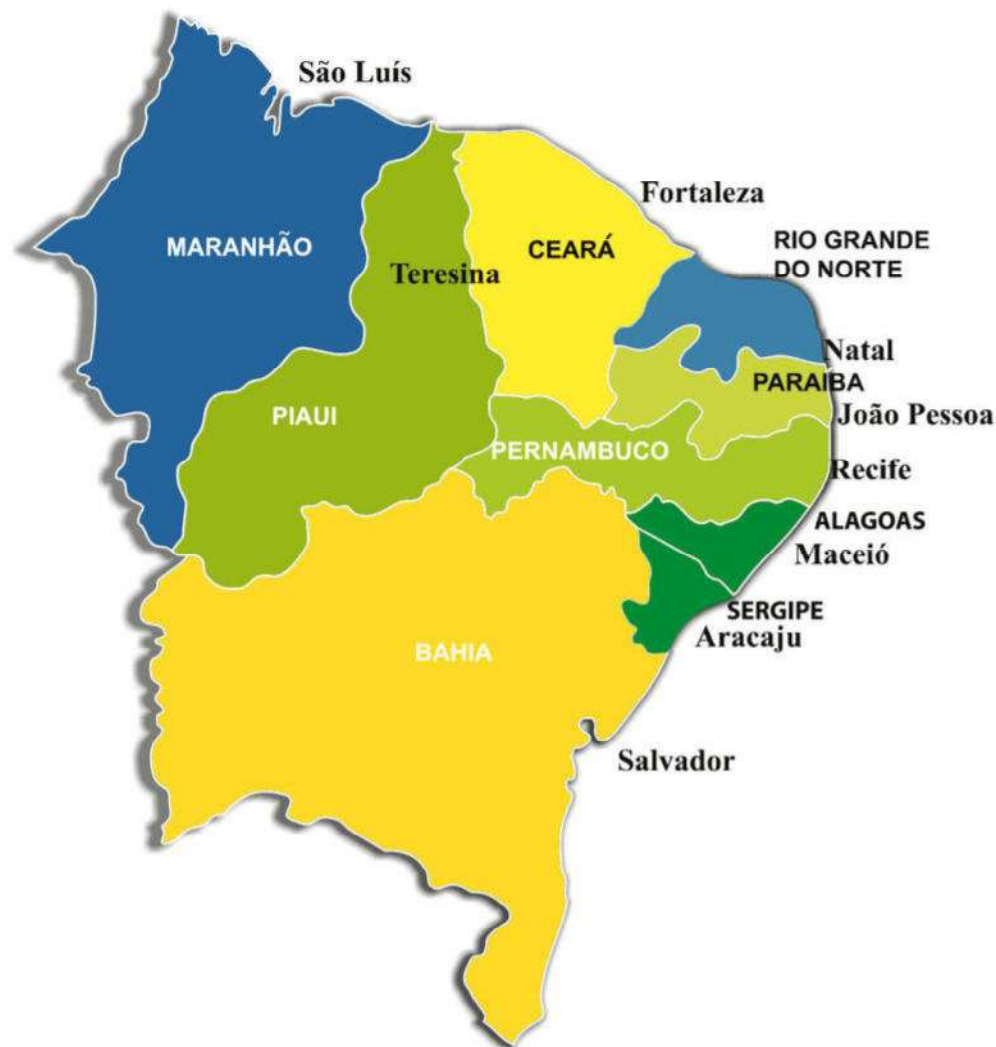 São Luís
Fortaleza
RIO GRANDE
DO NORTE
MARANHÃO
CEARÁ
Teresina
Natal
PARAIBA
PIAUI
João Pessoa
PERNAMBUCO
Recife
ALAGOAS
Maceió
SERGIPE
Aracaju
BAHIA
Salvador